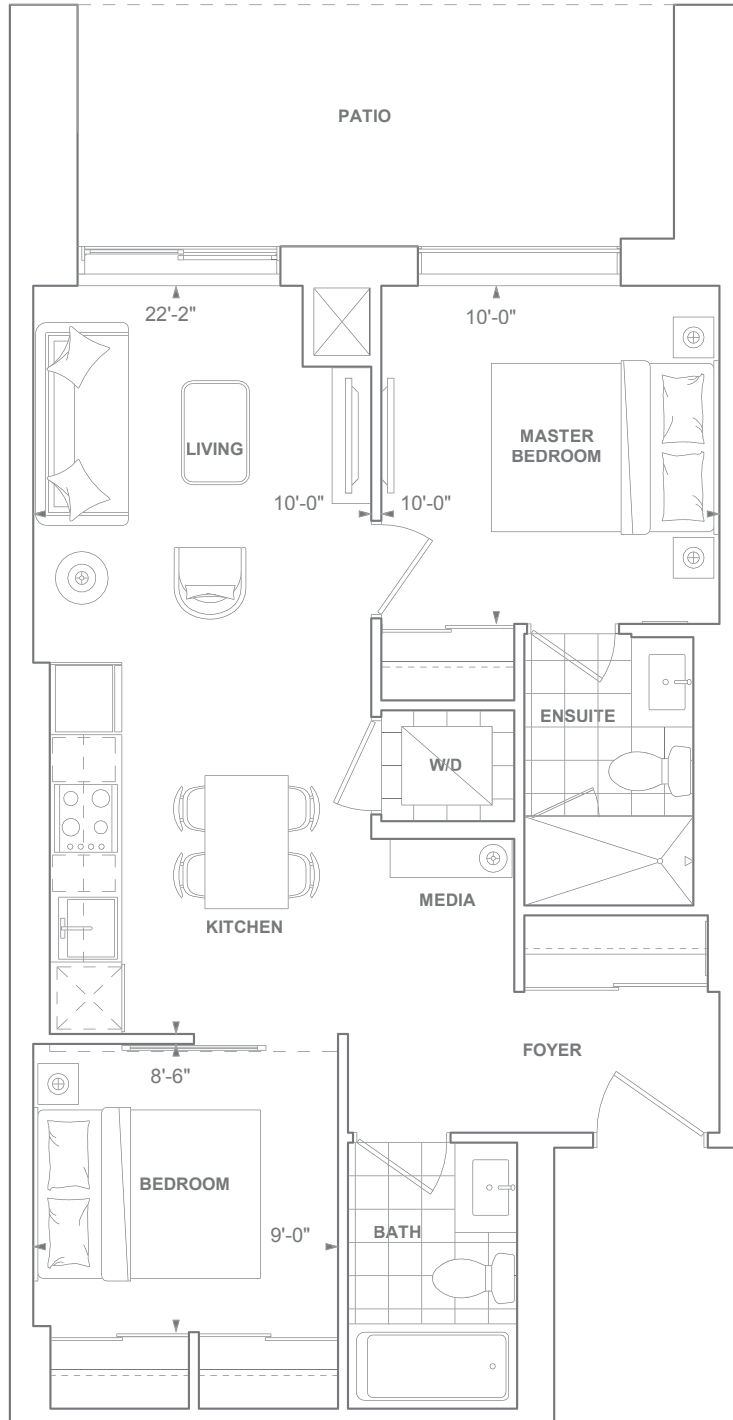 PATIO
22'-2"
10'-0"
LIVING
MASTER
BEDROOM
10'-0"
10'-0"
ENSUITE
W/D
MEDIA
KITCHEN
FOYER
8'-6"
BEDROOM
BATH
9'-0"